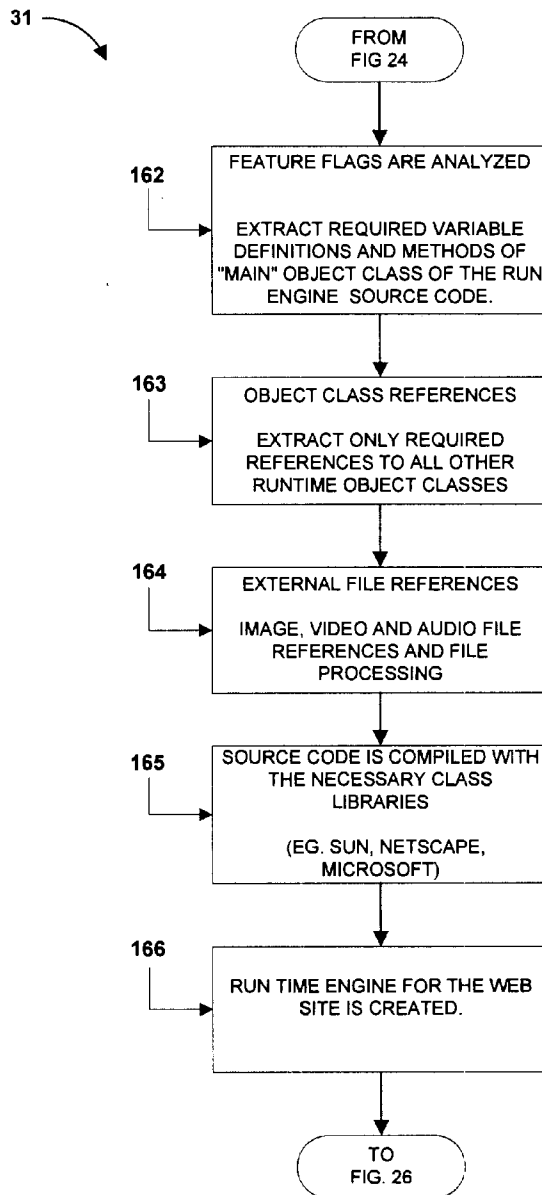 31
FROM
FIG 24
162
FEATURE FLAGS ARE ANALYZED
EXTRACT REQUIRED VARIABLE
DEFINITIONS AND METHODS OF
"MAIN" OBJECT CLASS OF THE RUN
ENGINE SOURCE CODE.
163
OBJECT CLASS REFERENCES
EXTRACT ONLY REQUIRED
REFERENCES TO ALL OTHER
RUNTIME OBJECT CLASSES
164
EXTERNAL FILE REFERENCES
IMAGE, VIDEO AND AUDIO FILE
REFERENCES AND FILE
PROCESSING
165
SOURCE CODE IS COMPILED WITH
THE NECESSARY CLASS
LIBRARIES
(EG. SUN, NETSCAPE,
MICROSOFT)
166
RUN TIME ENGINE FOR THE WEB
SITE IS CREATED.
TO
FIG. 26